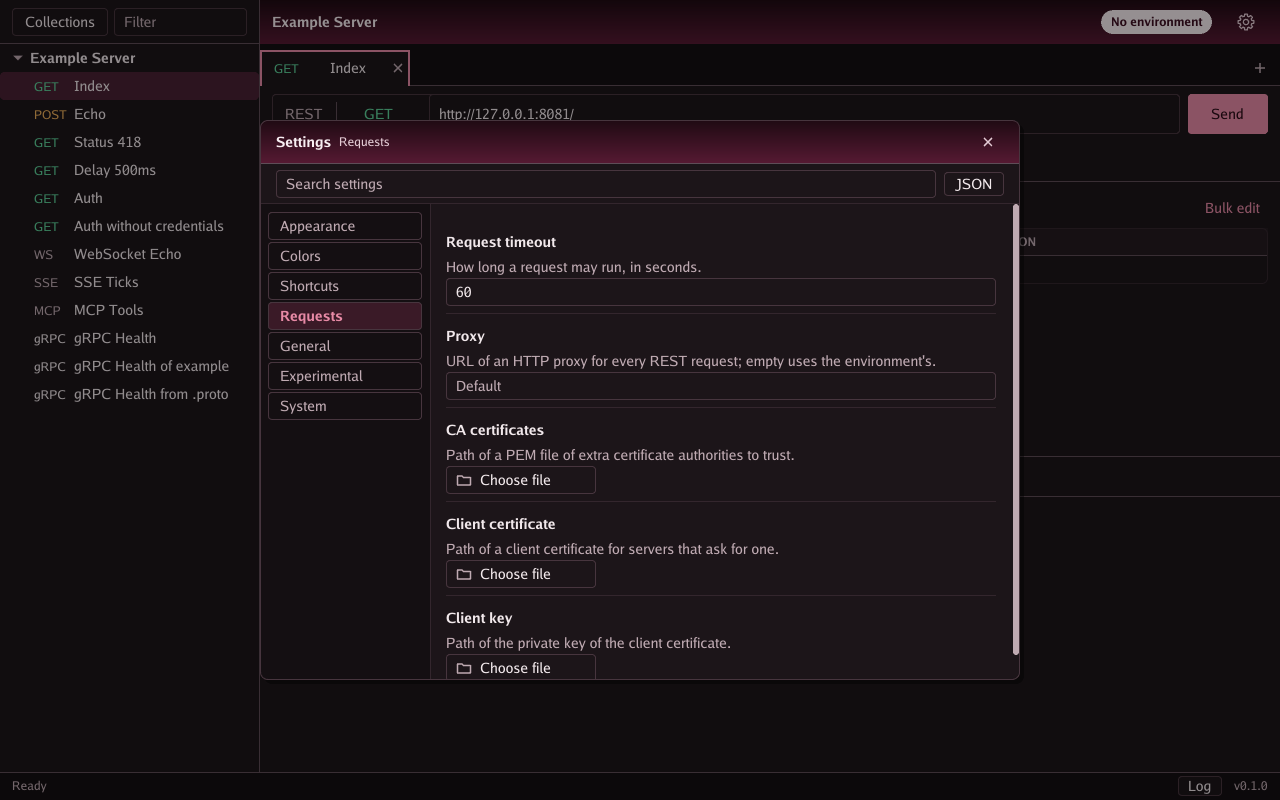 Collections
Filter
Example Server
No environment
Example Server
GET Index
POST Echo
GET Status 418
GET Delay 500ms
GET Auth
GET Auth without credentials
WS WebSocket Echo
SSE SSE Ticks
MCP MCP Tools
gRPC gRPC Health
gRPC gRPC Health of example
gRPC gRPC Health from .proto
GET Index
REST GET http://127.0.0.1:8081/
Send
Bulk edit
ON
Settings Requests
Search settings
JSON
Appearance
Colors
Shortcuts
Requests
General
Experimental
System
Request timeout
How long a request may run, in seconds.
60
Proxy
URL of an HTTP proxy for every REST request; empty uses the environment's.
Default
CA certificates
Path of a PEM file of extra certificate authorities to trust.
Choose file
Client certificate
Path of a client certificate for servers that ask for one.
Choose file
Client key
Path of the private key of the client certificate.
Choose file
Ready
Log
v0.1.0